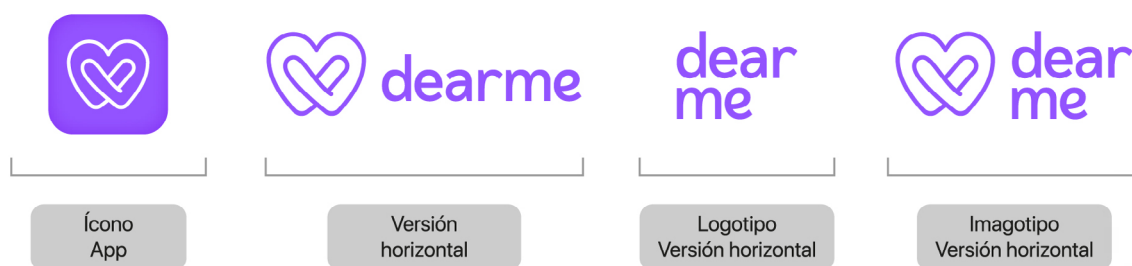 dearme
dear
me
dear
me
Ícono
App
Versión
horizontal
Logotipo
Versión horizontal
Imagotipo
Versión horizontal